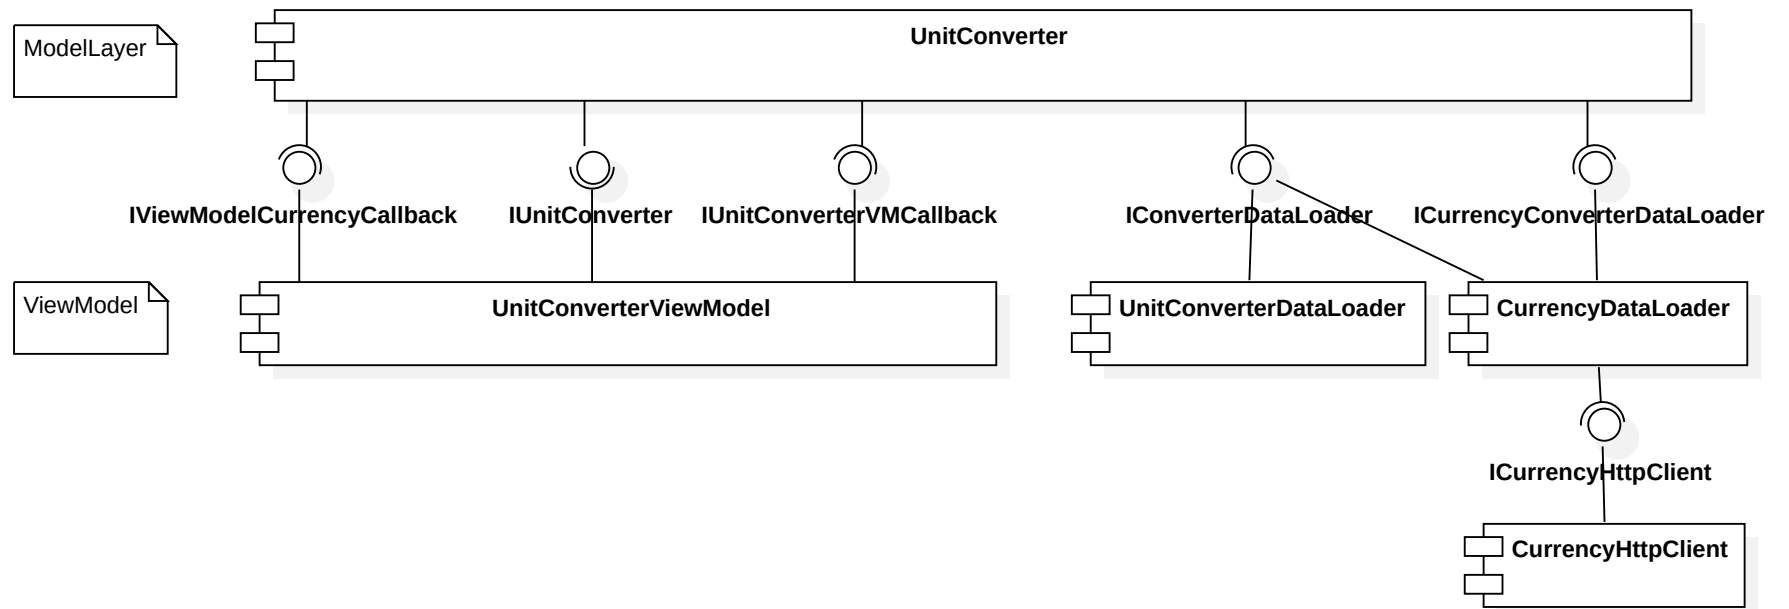 UnitConverter
ModelLayer
IViewModelCurrencyCallback
IUnitConverter
IUnitConverterVMCallback
IConverterDataLoader
ICurrencyConverterDataLoader
ViewModel
UnitConverterViewModel
UnitConverterDataLoader
CurrencyDataLoader
ICurrencyHttpClient
CurrencyHttpClient